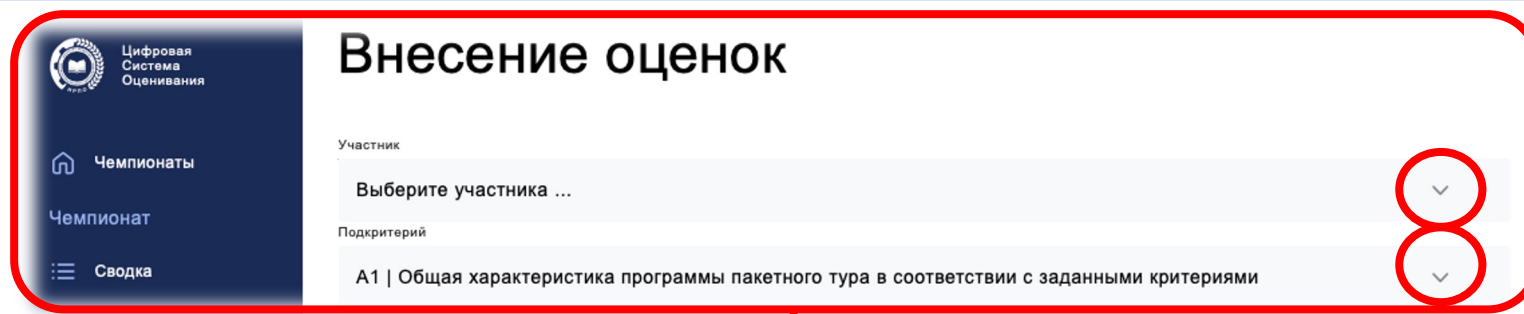 Цифровая
Система
Оценивания
ИРПО
Чемпионаты
Чемпионат
Сводка
Внесение оценок
Участник
Выберите участника ...
Подкритерий
А1 | Общая характеристика программы пакетного тура в соответствии с заданными критериями